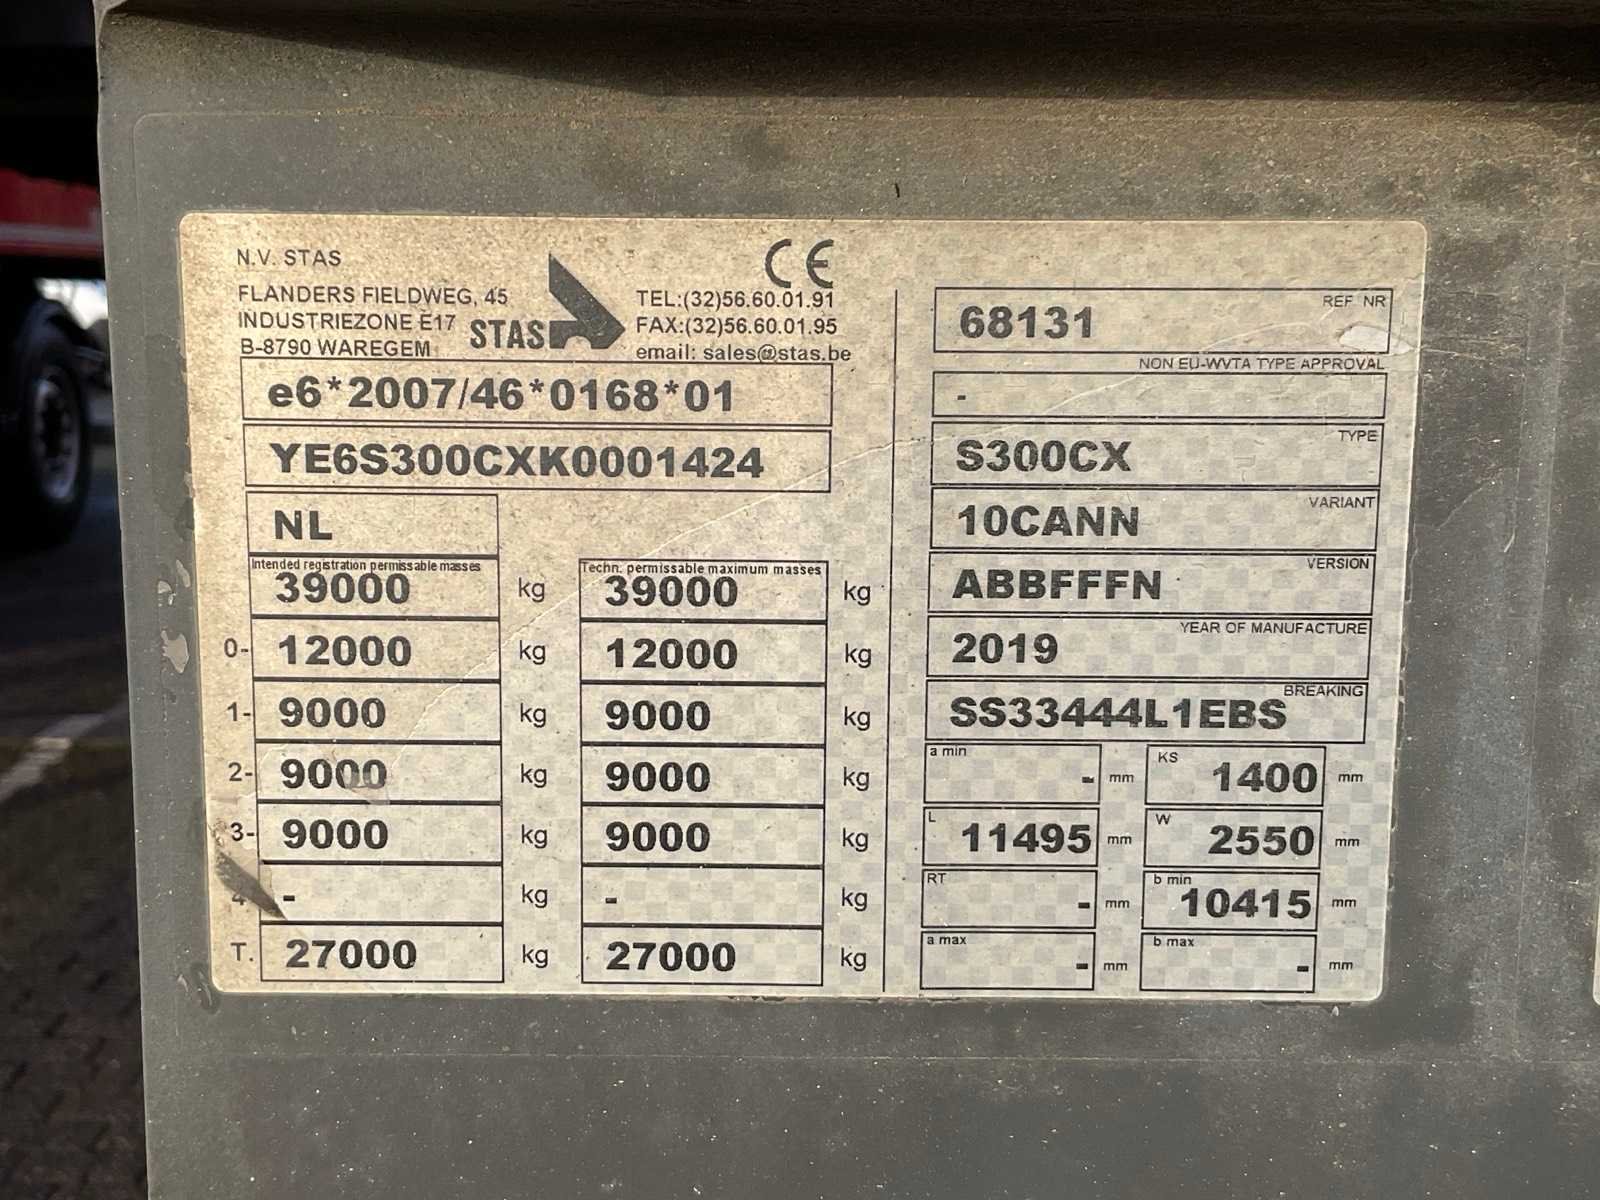 N.V. STAS
FLANDERS FIELDWEG, 45
INDUSTRIEZONE E17
B-8790 WAREGEM
STAS
CE
TEL:(32)56.60.01.91
FAX:(32)56.60.01.95
email: sales@stas.be
e6*2007/46*0168*01
YE6S300CXK0001424
NL
Intended registration permissable masses
39000 kg
Techn. permissable maximum masses
39000 kg
0- 12000 kg 12000 kg
1- 9000 kg 9000 kg
2- 9000 kg 9000 kg
3- 9000 kg 9000 kg
4- - kg - kg
T. 27000 kg 27000 kg
REF NR
68131
NON EU-WVTA TYPE APPROVAL
-
TYPE
S300CX
VARIANT
10CANN
VERSION
ABBFFFN
YEAR OF MANUFACTURE
2019
BREAKING
SS33444L1EBS
a min - mm KS 1400 mm
L 11495 mm W 2550 mm
RT - mm b min 10415 mm
a max - mm b max - mm